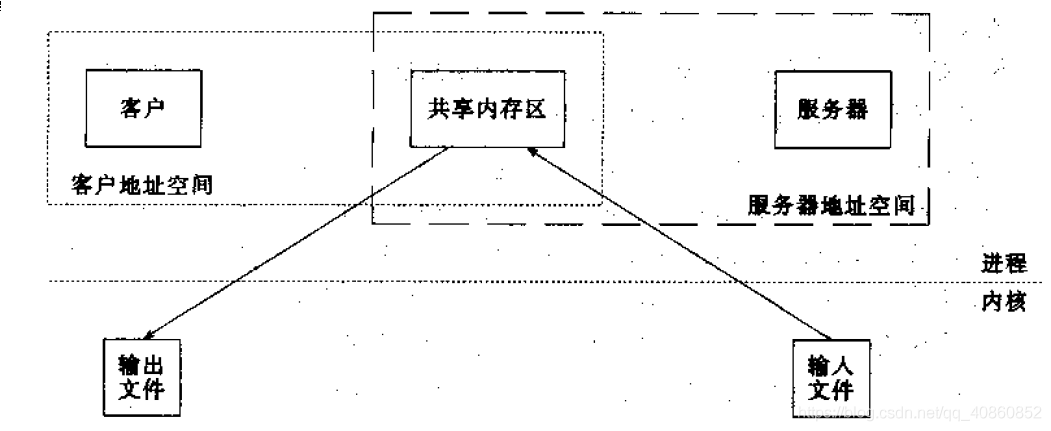 客户
共享内存区
服务器
客户地址空间
服务器地址空间
进程
内核
输出
文件
输人
文件
https://blog.csdn.net/qq_40860852